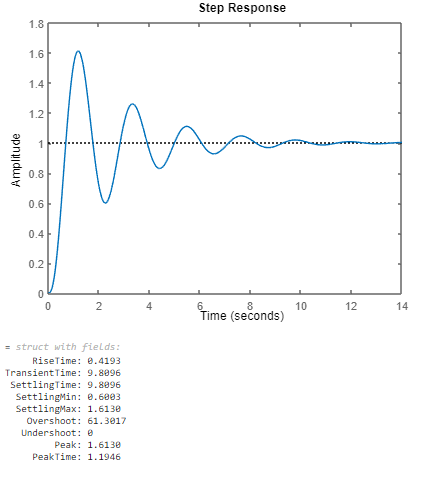 Step Response
1.8
1.6
1.4
1.2
1
0.8
0.6
0.4
0.2
0
Amplitude
0 2 4 6 8 10 12 14
Time (seconds)
= struct with fields:
RiseTime: 0.4193
TransientTime: 9.8096
SettlingTime: 9.8096
SettlingMin: 0.6003
SettlingMax: 1.6130
Overshoot: 61.3017
Undershoot: 0
Peak: 1.6130
PeakTime: 1.1946